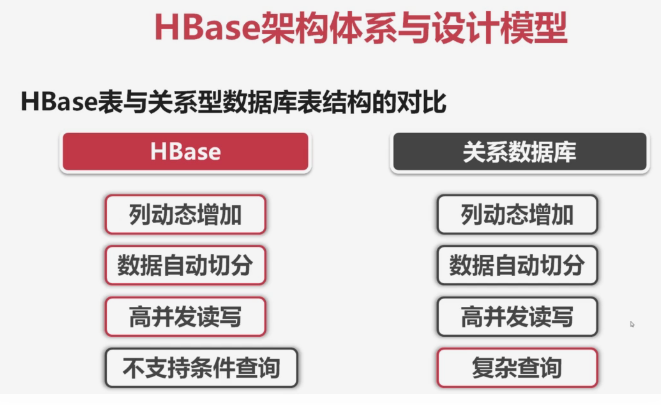 HBase架构体系与设计模型
HBase表与关系型数据库表结构的对比
HBase
列动态增加
数据自动切分
高并发读写
不支持条件查询
关系数据库
列动态增加
数据自动切分
高并发读写
复杂查询